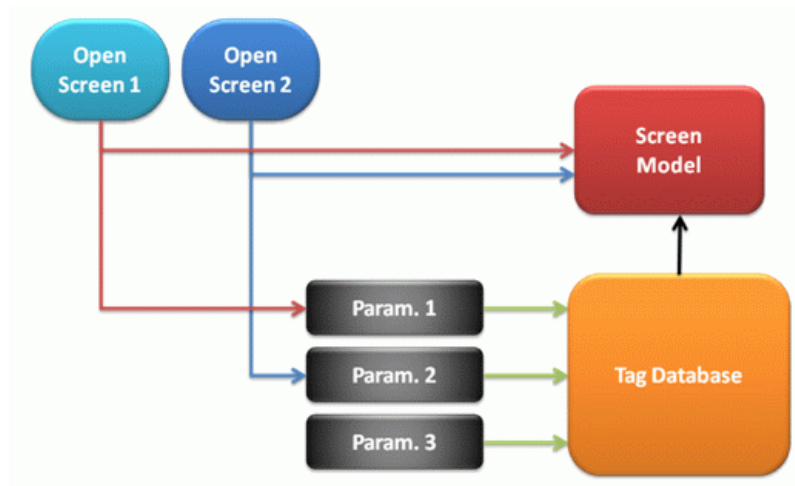 Open
Screen 1
Open
Screen 2
Screen
Model
Param. 1
Param. 2
Tag Database
Param. 3